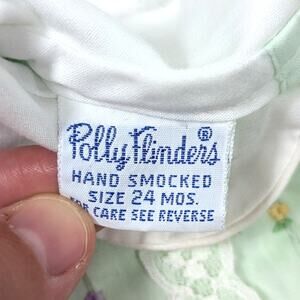 Polly Flinders®
HAND SMOCKED
SIZE 24 MOS.
FOR CARE SEE REVERSE